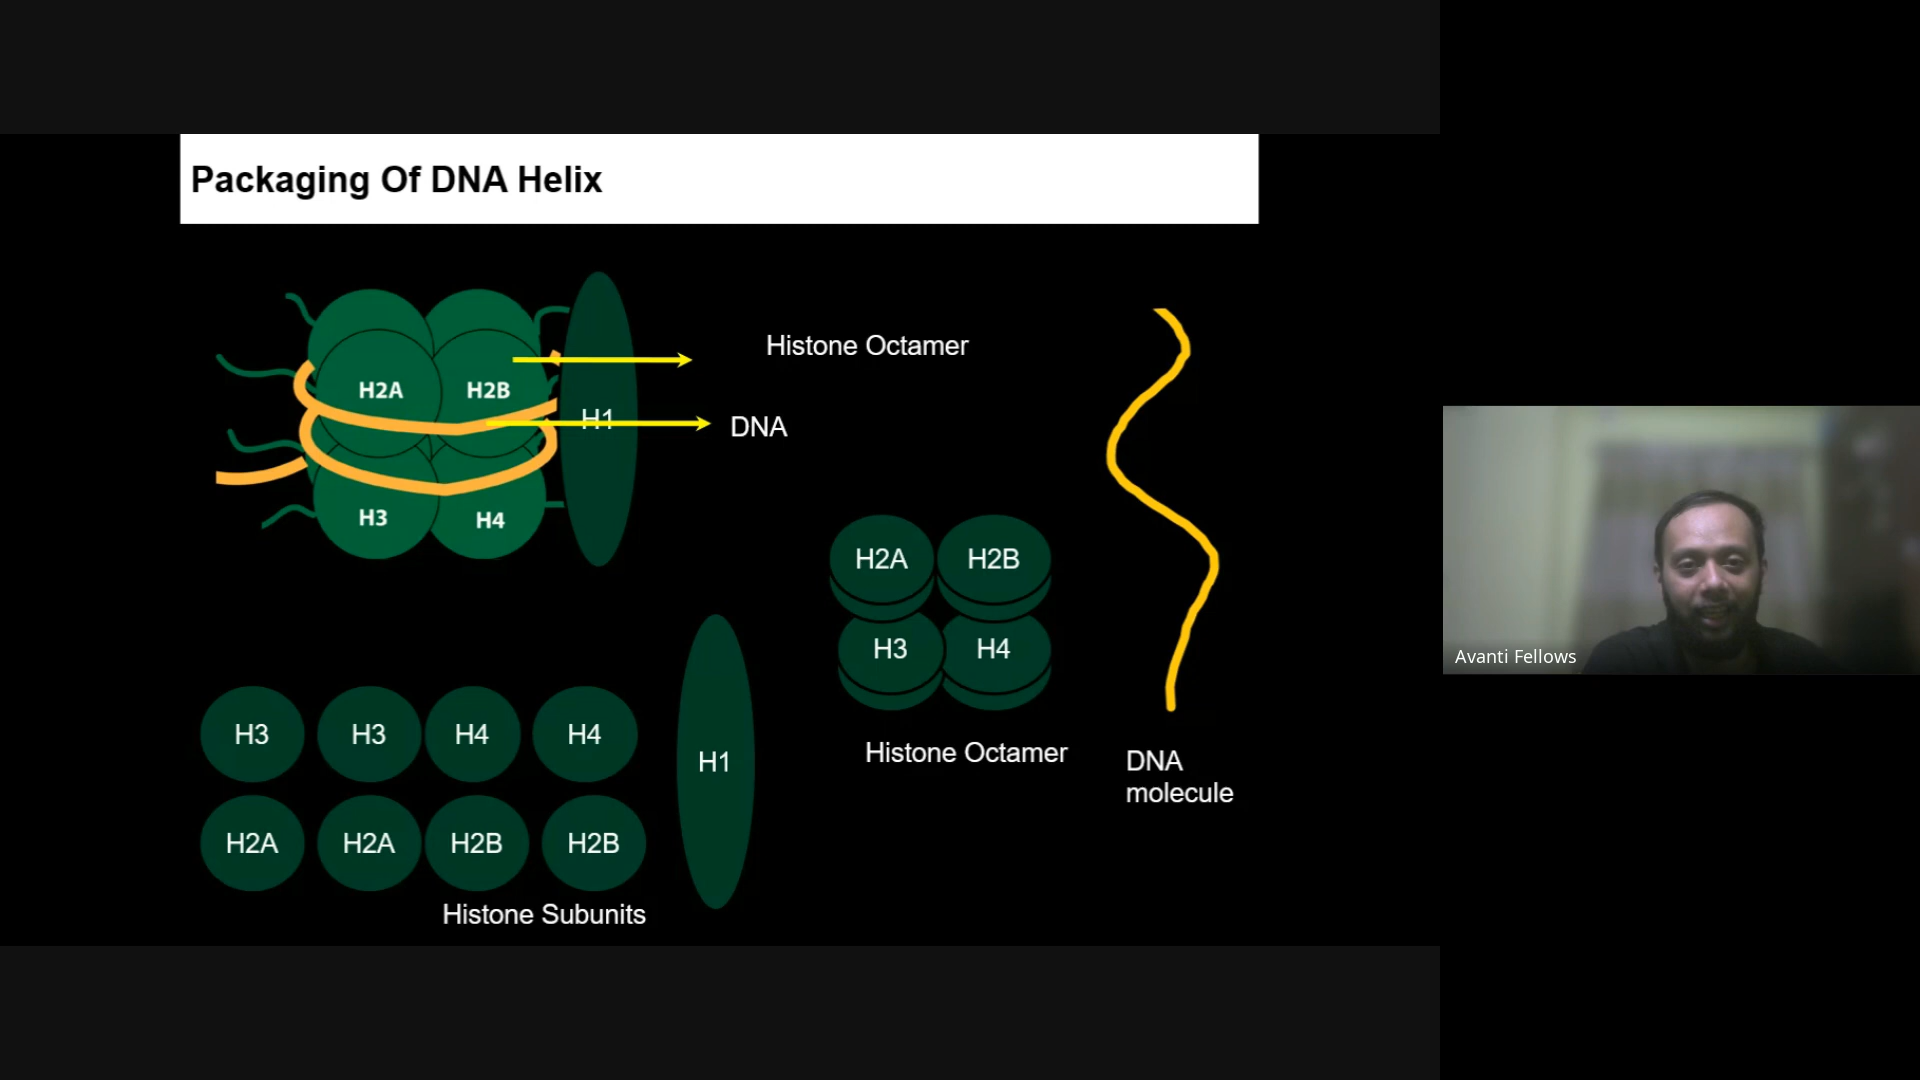 Packaging Of DNA Helix
H2A
H2B
H1
H3
H4
Histone Octamer
DNA
H2A
H2B
H3
H4
Histone Octamer
DNA
molecule
H3
H3
H4
H4
H1
H2A
H2A
H2B
H2B
Histone Subunits
Avanti Fellows